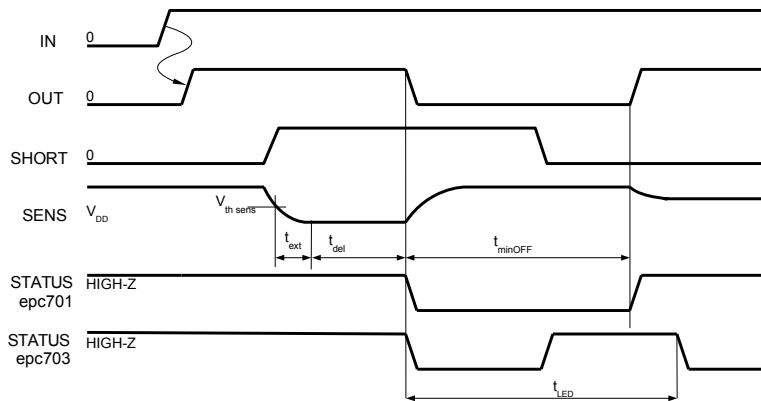 IN
0
OUT
0
SHORT
0
SENS
V_DD
V_th sens
t_ext
t_del
t_minOFF
STATUS
epc701
HIGH-Z
STATUS
epc703
HIGH-Z
t_LED